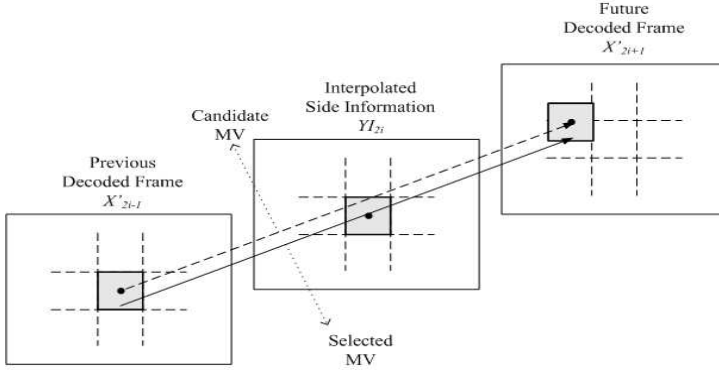 Future
Decoded Frame
X'2i+1
Interpolated
Side Information
YI2i
Candidate
MV
Previous
Decoded Frame
X'2i-1
Selected
MV